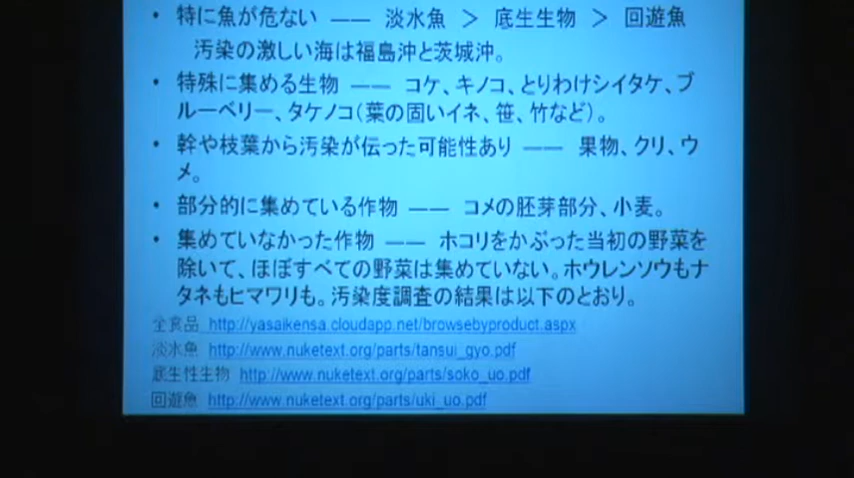 • 特に魚が危ない —— 淡水魚 ＞ 底生生物 ＞ 回遊魚
汚染の激しい海は福島沖と茨城沖。
• 特殊に集める生物 —— コケ、キノコ、とりわけシイタケ、ブ
ルーベリー、タケノコ（葉の固いイネ、笹、竹など）。
• 幹や枝葉から汚染が伝った可能性あり —— 果物、クリ、ウ
メ。
• 部分的に集めている作物 —— コメの胚芽部分、小麦。
• 集めていなかった作物 —— ホコリをかぶった当初の野菜を
除いて、ほぼすべての野菜は集めていない。ホウレンソウもナ
タネもヒマワリも。汚染度調査の結果は以下のとおり。
全食品 http://yasaikensa.cloudapp.net/browsebyproduct.aspx
淡水魚 http://www.nuketext.org/parts/tansui_gyo.pdf
底生性生物 http://www.nuketext.org/parts/soko_uo.pdf
回遊魚 http://www.nuketext.org/parts/uki_uo.pdf